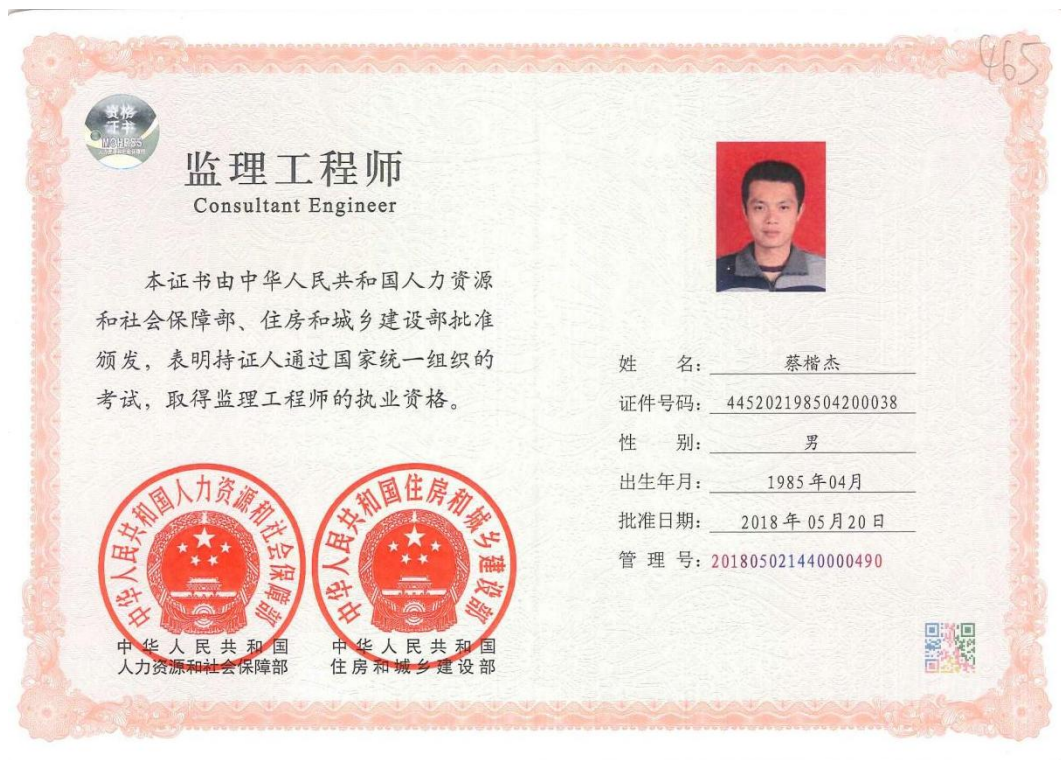 465
资格
证书
MOHRSS
监理工程师
Consultant Engineer
本证书由中华人民共和国人力资源
和社会保障部、住房和城乡建设部批准
颁发，表明持证人通过国家统一组织的
考试，取得监理工程师的执业资格。
姓 名： 蔡楷杰
证件号码： 445202198504200038
性 别： 男
出生年月： 1985年04月
批准日期： 2018年05月20日
管 理 号：201805021440000490
中华人民共和国人力资源和社会保障部
中华人民共和国住房和城乡建设部
中华人民共和国
人力资源和社会保障部
中华人民共和国
住房和城乡建设部